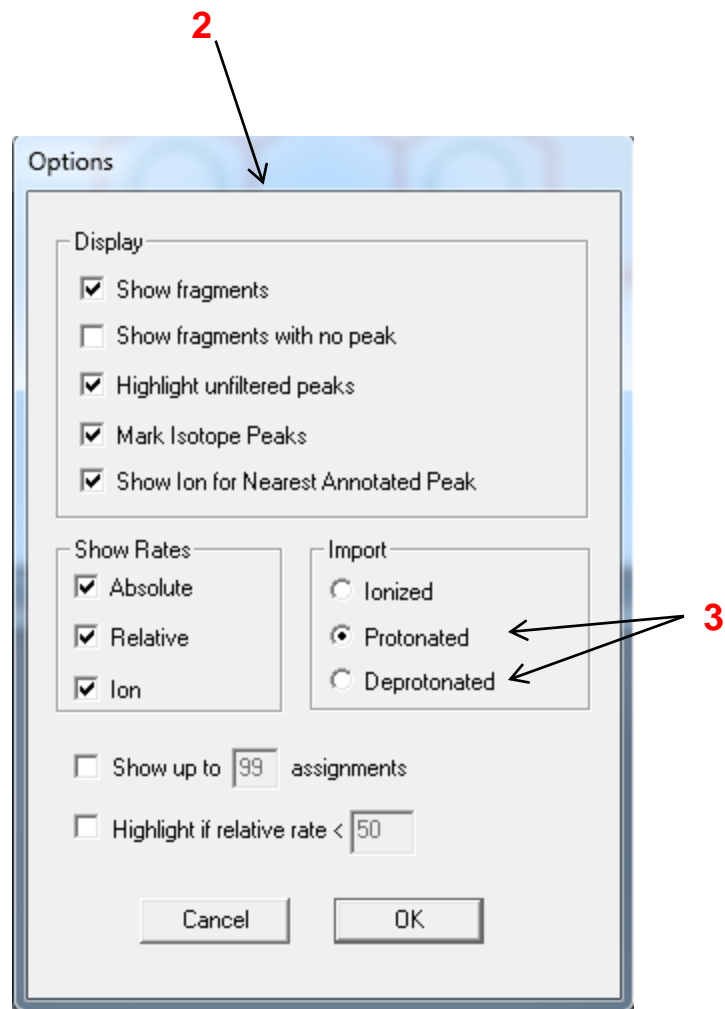 2
Options
Display
Show fragments
Show fragments with no peak
Highlight unfiltered peaks
Mark Isotope Peaks
Show Ion for Nearest Annotated Peak
Show Rates
Absolute
Relative
Ion
Import
Ionized
Protonated
Deprotonated
3
Show up to 99 assignments
Highlight if relative rate < 50
Cancel OK